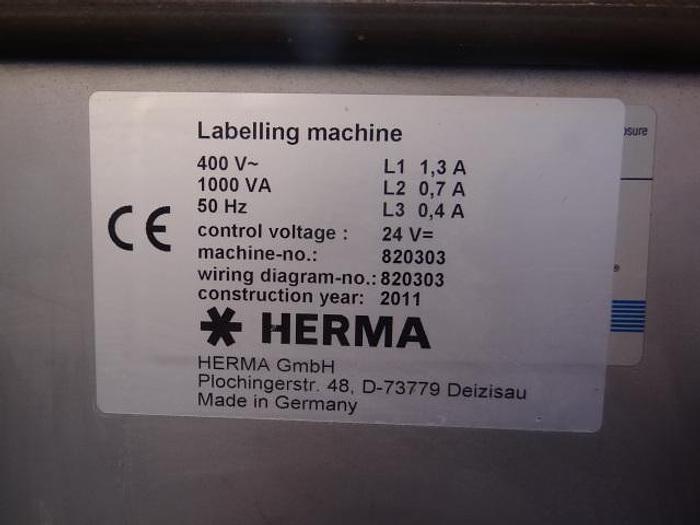 Labelling machine
400 V~ L1 1,3 A
1000 VA L2 0,7 A
50 Hz L3 0,4 A
CE
control voltage : 24 V=
machine-no.: 820303
wiring diagram-no.: 820303
construction year: 2011
HERMA
HERMA GmbH
Plochingerstr. 48, D-73779 Deizisau
Made in Germany